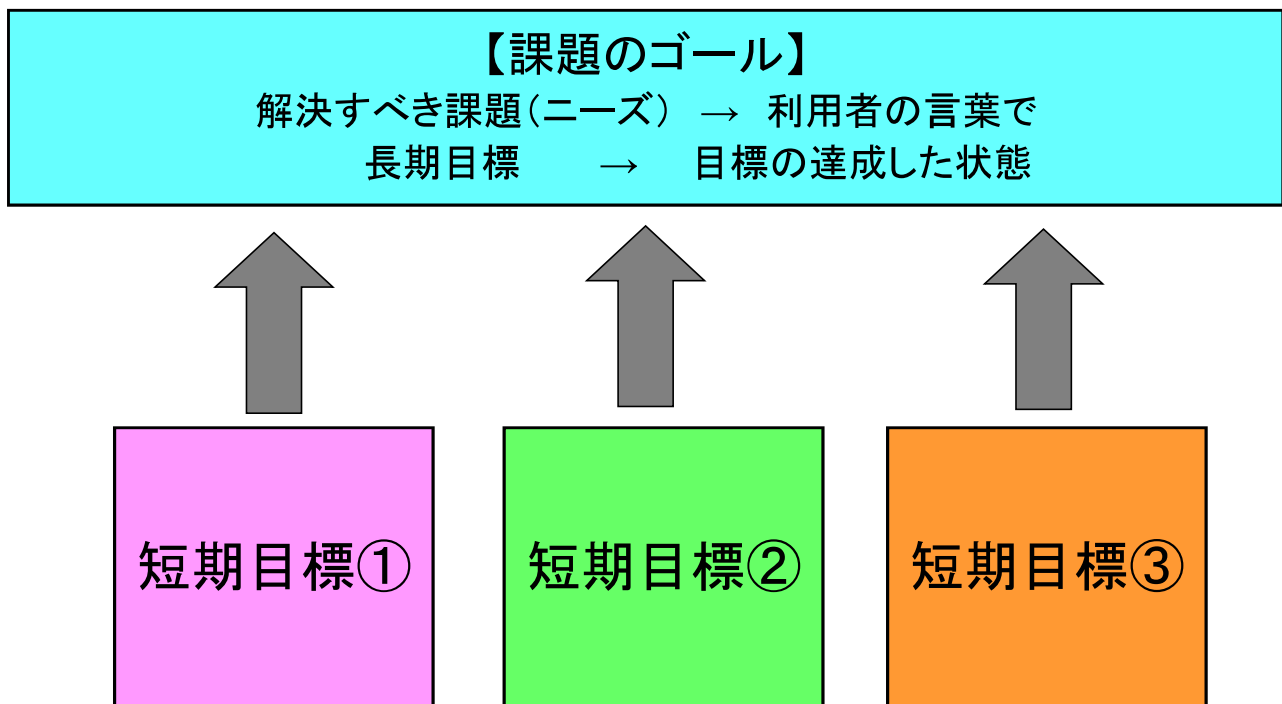 【課題のゴール】
解決すべき課題(ニーズ) → 利用者の言葉で
長期目標 → 目標の達成した状態
短期目標①
短期目標②
短期目標③